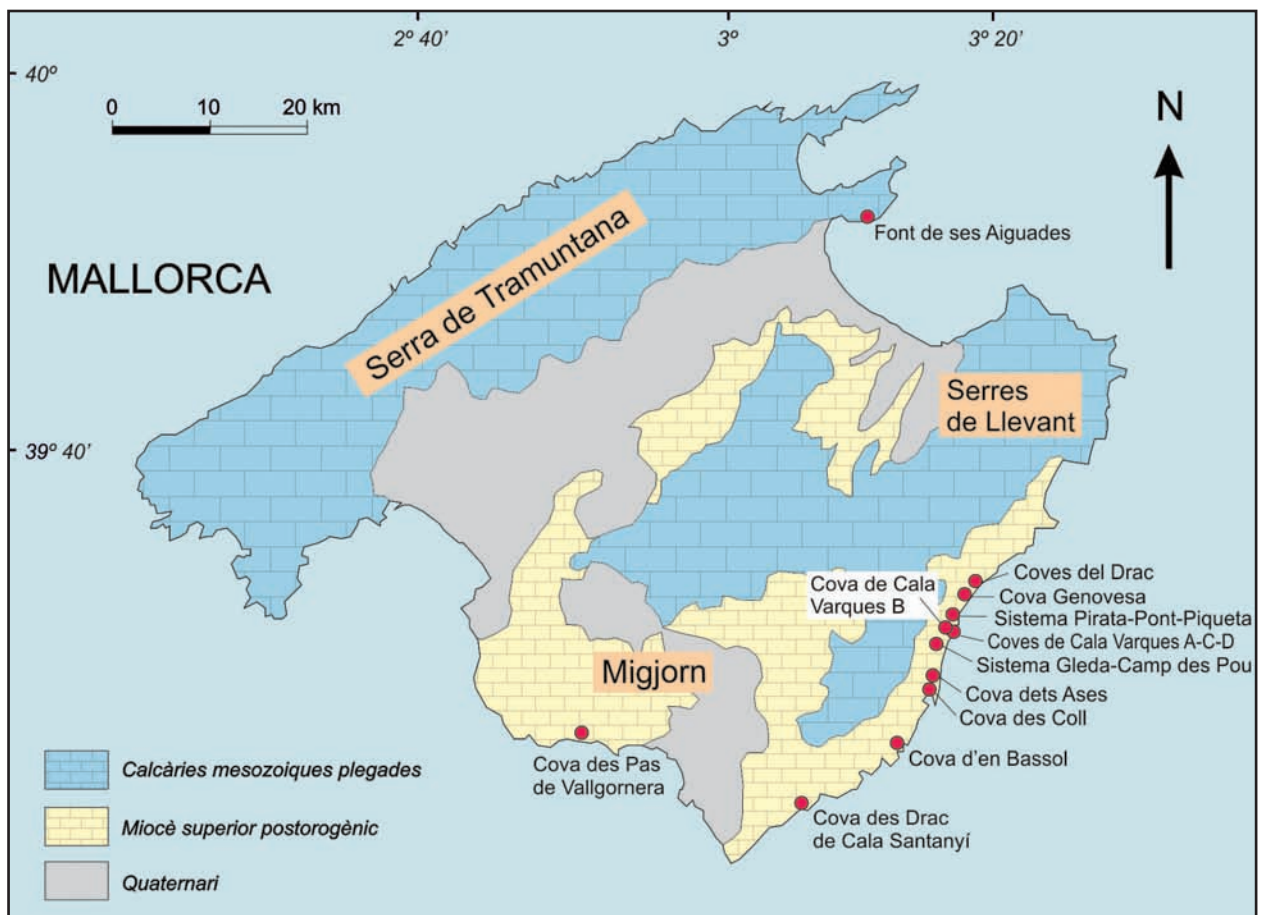 2º 40’
3º
3º 20’
40º
0 10 20 km
N
Font de ses Aiguades
MALLORCA
Serra de Tramuntana
Serres
de Llevant
39º 40’
Cova de Cala
Varques B
Coves del Drac
Cova Genovesa
Sistema Pirata-Pont-Piqueta
Coves de Cala Varques A-C-D
Sistema Gleda-Camp des Pou
Cova dets Ases
Cova des Coll
Migjorn
Cova d’en Bassol
Cova des Pas
de Vallgornera
Cova des Drac
de Cala Santanyí
Calcàries mesozoiques plegades
Miocè superior postorogènic
Quaternari